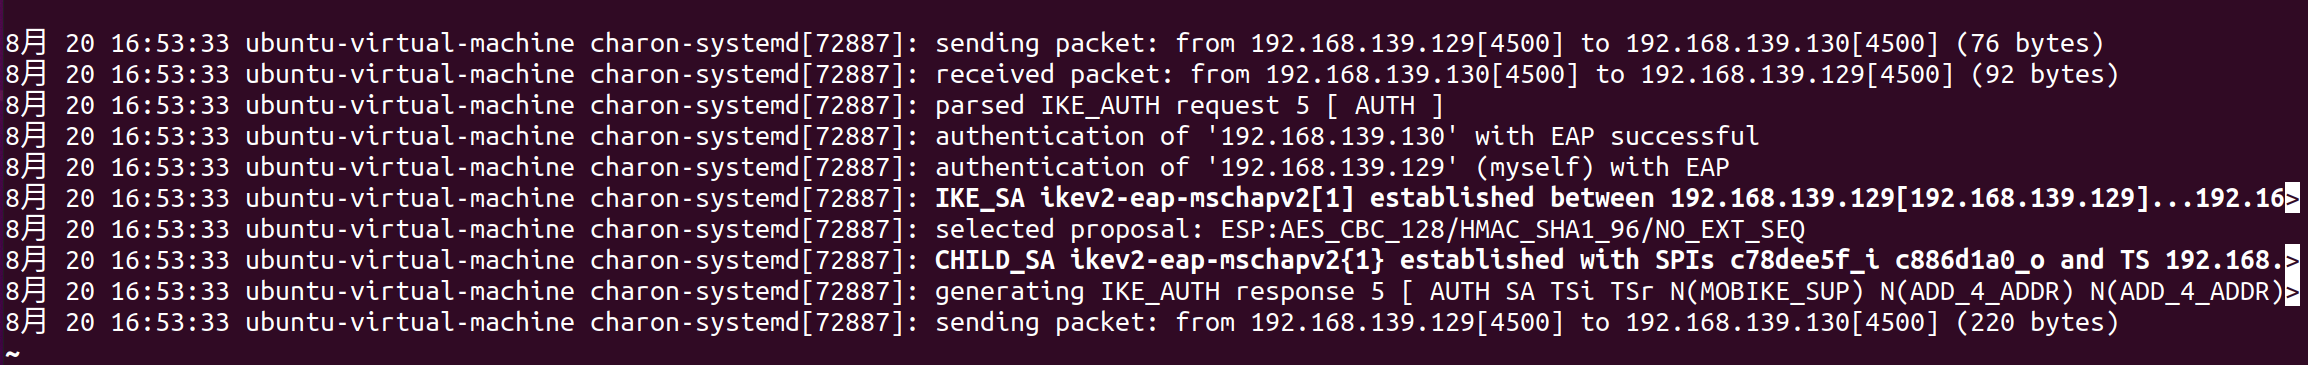 8月 20 16:53:33 ubuntu-virtual-machine charon-systemd[72887]: sending packet: from 192.168.139.129[4500] to 192.168.139.130[4500] (76 bytes)
8月 20 16:53:33 ubuntu-virtual-machine charon-systemd[72887]: received packet: from 192.168.139.130[4500] to 192.168.139.129[4500] (92 bytes)
8月 20 16:53:33 ubuntu-virtual-machine charon-systemd[72887]: parsed IKE_AUTH request 5 [ AUTH ]
8月 20 16:53:33 ubuntu-virtual-machine charon-systemd[72887]: authentication of '192.168.139.130' with EAP successful
8月 20 16:53:33 ubuntu-virtual-machine charon-systemd[72887]: authentication of '192.168.139.129' (myself) with EAP
8月 20 16:53:33 ubuntu-virtual-machine charon-systemd[72887]: IKE_SA ikev2-eap-mschapv2[1] established between 192.168.139.129[192.168.139.129]...192.16>
8月 20 16:53:33 ubuntu-virtual-machine charon-systemd[72887]: selected proposal: ESP:AES_CBC_128/HMAC_SHA1_96/NO_EXT_SEQ
8月 20 16:53:33 ubuntu-virtual-machine charon-systemd[72887]: CHILD_SA ikev2-eap-mschapv2{1} established with SPIs c78dee5f_i c886d1a0_o and TS 192.168.>
8月 20 16:53:33 ubuntu-virtual-machine charon-systemd[72887]: generating IKE_AUTH response 5 [ AUTH SA TSi TSr N(MOBIKE_SUP) N(ADD_4_ADDR) N(ADD_4_ADDR)>
8月 20 16:53:33 ubuntu-virtual-machine charon-systemd[72887]: sending packet: from 192.168.139.129[4500] to 192.168.139.130[4500] (220 bytes)
~